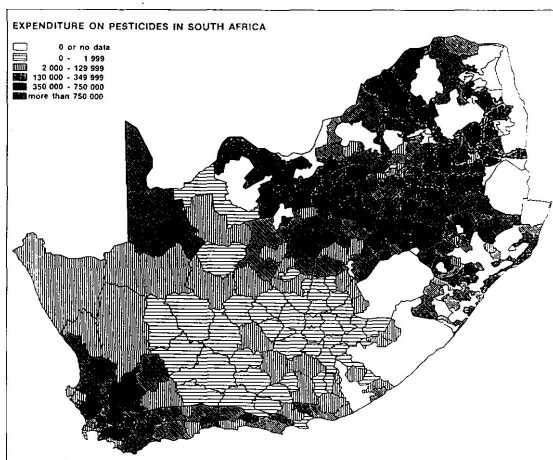 EXPENDITURE ON PESTICIDES IN SOUTH AFRICA
0 or no data
0 - 1 999
2 000 - 129 999
130 000 - 349 999
350 000 - 750 000
more than 750 000